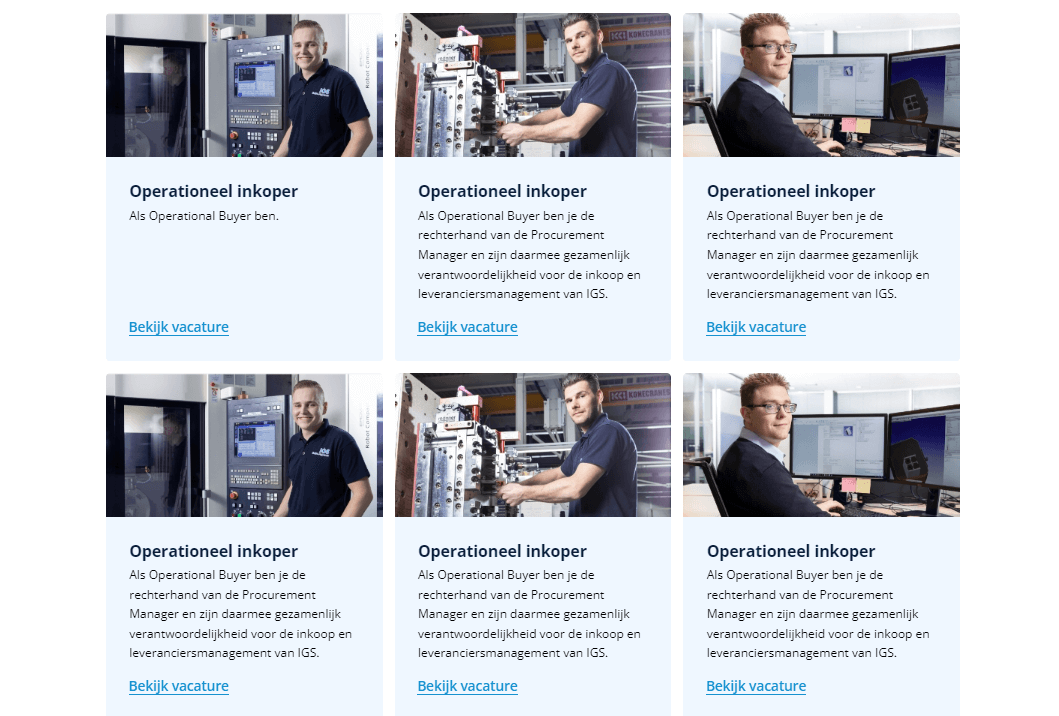 Operationeel inkoper
Als Operational Buyer ben.
Bekijk vacature
Operationeel inkoper
Als Operational Buyer ben je de
rechterhand van de Procurement
Manager en zijn daarmee gezamenlijk
verantwoordelijkheid voor de inkoop en
leveranciersmanagement van IGS.
Bekijk vacature
Operationeel inkoper
Als Operational Buyer ben je de
rechterhand van de Procurement
Manager en zijn daarmee gezamenlijk
verantwoordelijkheid voor de inkoop en
leveranciersmanagement van IGS.
Bekijk vacature
Operationeel inkoper
Als Operational Buyer ben je de
rechterhand van de Procurement
Manager en zijn daarmee gezamenlijk
verantwoordelijkheid voor de inkoop en
leveranciersmanagement van IGS.
Bekijk vacature
Operationeel inkoper
Als Operational Buyer ben je de
rechterhand van de Procurement
Manager en zijn daarmee gezamenlijk
verantwoordelijkheid voor de inkoop en
leveranciersmanagement van IGS.
Bekijk vacature
Operationeel inkoper
Als Operational Buyer ben je de
rechterhand van de Procurement
Manager en zijn daarmee gezamenlijk
verantwoordelijkheid voor de inkoop en
leveranciersmanagement van IGS.
Bekijk vacature